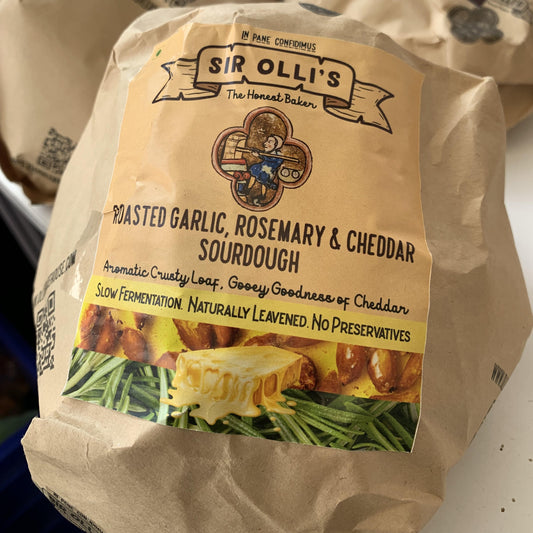 IN PANE CONFIDIMUS
SIR OLLI'S
The Honest Baker
ROASTED GARLIC, ROSEMARY & CHEDDAR
SOURDOUGH
Aromatic Crusty Loaf, Gooey Goodness of Cheddar
SLOW FERMENTATION. NATURALLY LEAVENED. NO PRESERVATIVES